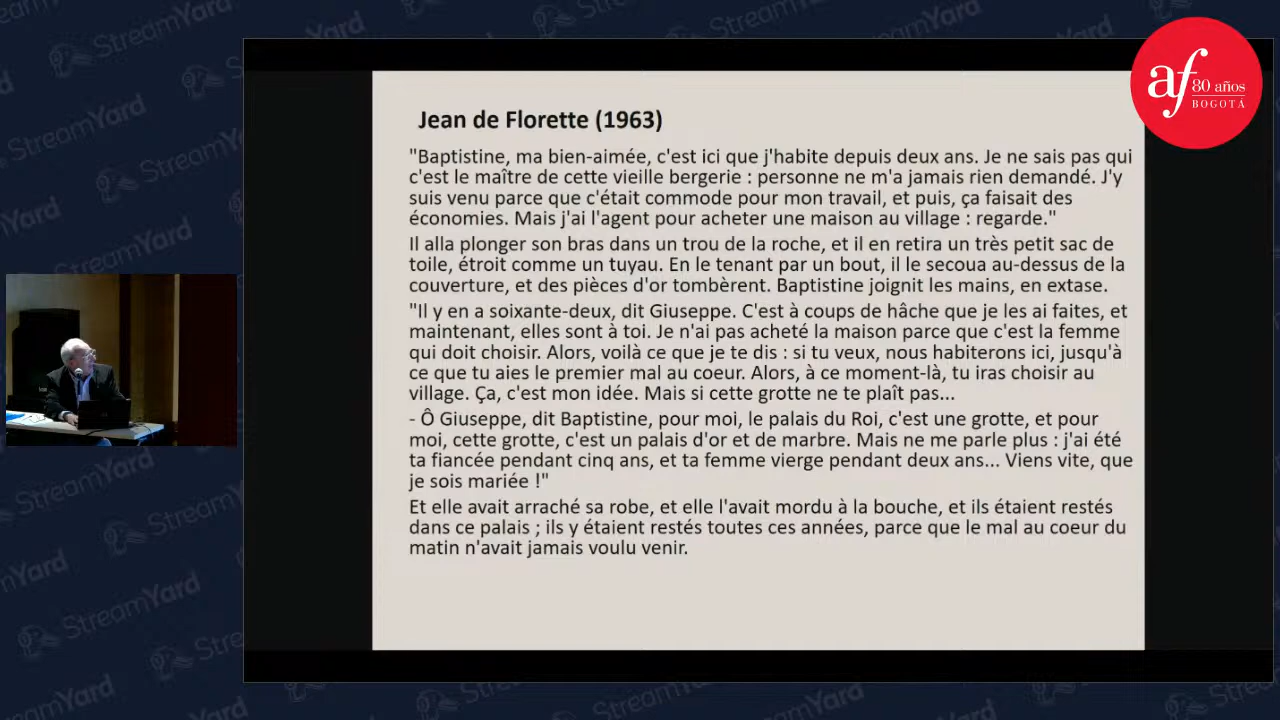 af 80 años
BOGOTÁ
Jean de Florette (1963)
"Baptistine, ma bien-aimée, c'est ici que j'habite depuis deux ans. Je ne sais pas qui
c'est le maître de cette vieille bergerie : personne ne m'a jamais rien demandé. J'y
suis venu parce que c'était commode pour mon travail, et puis, ça faisait des
économies. Mais j'ai l'agent pour acheter une maison au village : regarde."
Il alla plonger son bras dans un trou de la roche, et il en retira un très petit sac de
toile, étroit comme un tuyau. En le tenant par un bout, il le secoua au-dessus de la
couverture, et des pièces d'or tombèrent. Baptistine joignit les mains, en extase.
"Il y en a soixante-deux, dit Giuseppe. C'est à coups de hâche que je les ai faites, et
maintenant, elles sont à toi. Je n'ai pas acheté la maison parce que c'est la femme
qui doit choisir. Alors, voilà ce que je te dis : si tu veux, nous habiterons ici, jusqu'à
ce que tu aies le premier mal au coeur. Alors, à ce moment-là, tu iras choisir au
village. Ça, c'est mon idée. Mais si cette grotte ne te plaît pas...
- Ô Giuseppe, dit Baptistine, pour moi, le palais du Roi, c'est une grotte, et pour
moi, cette grotte, c'est un palais d'or et de marbre. Mais ne me parle plus : j'ai été
ta fiancée pendant cinq ans, et ta femme vierge pendant deux ans... Viens vite, que
je sois mariée !"
Et elle avait arraché sa robe, et elle l'avait mordu à la bouche, et ils étaient restés
dans ce palais ; ils y étaient restés toutes ces années, parce que le mal au coeur du
matin n'avait jamais voulu venir.
StreamYard
StreamYard
StreamYard
StreamYard
StreamYard